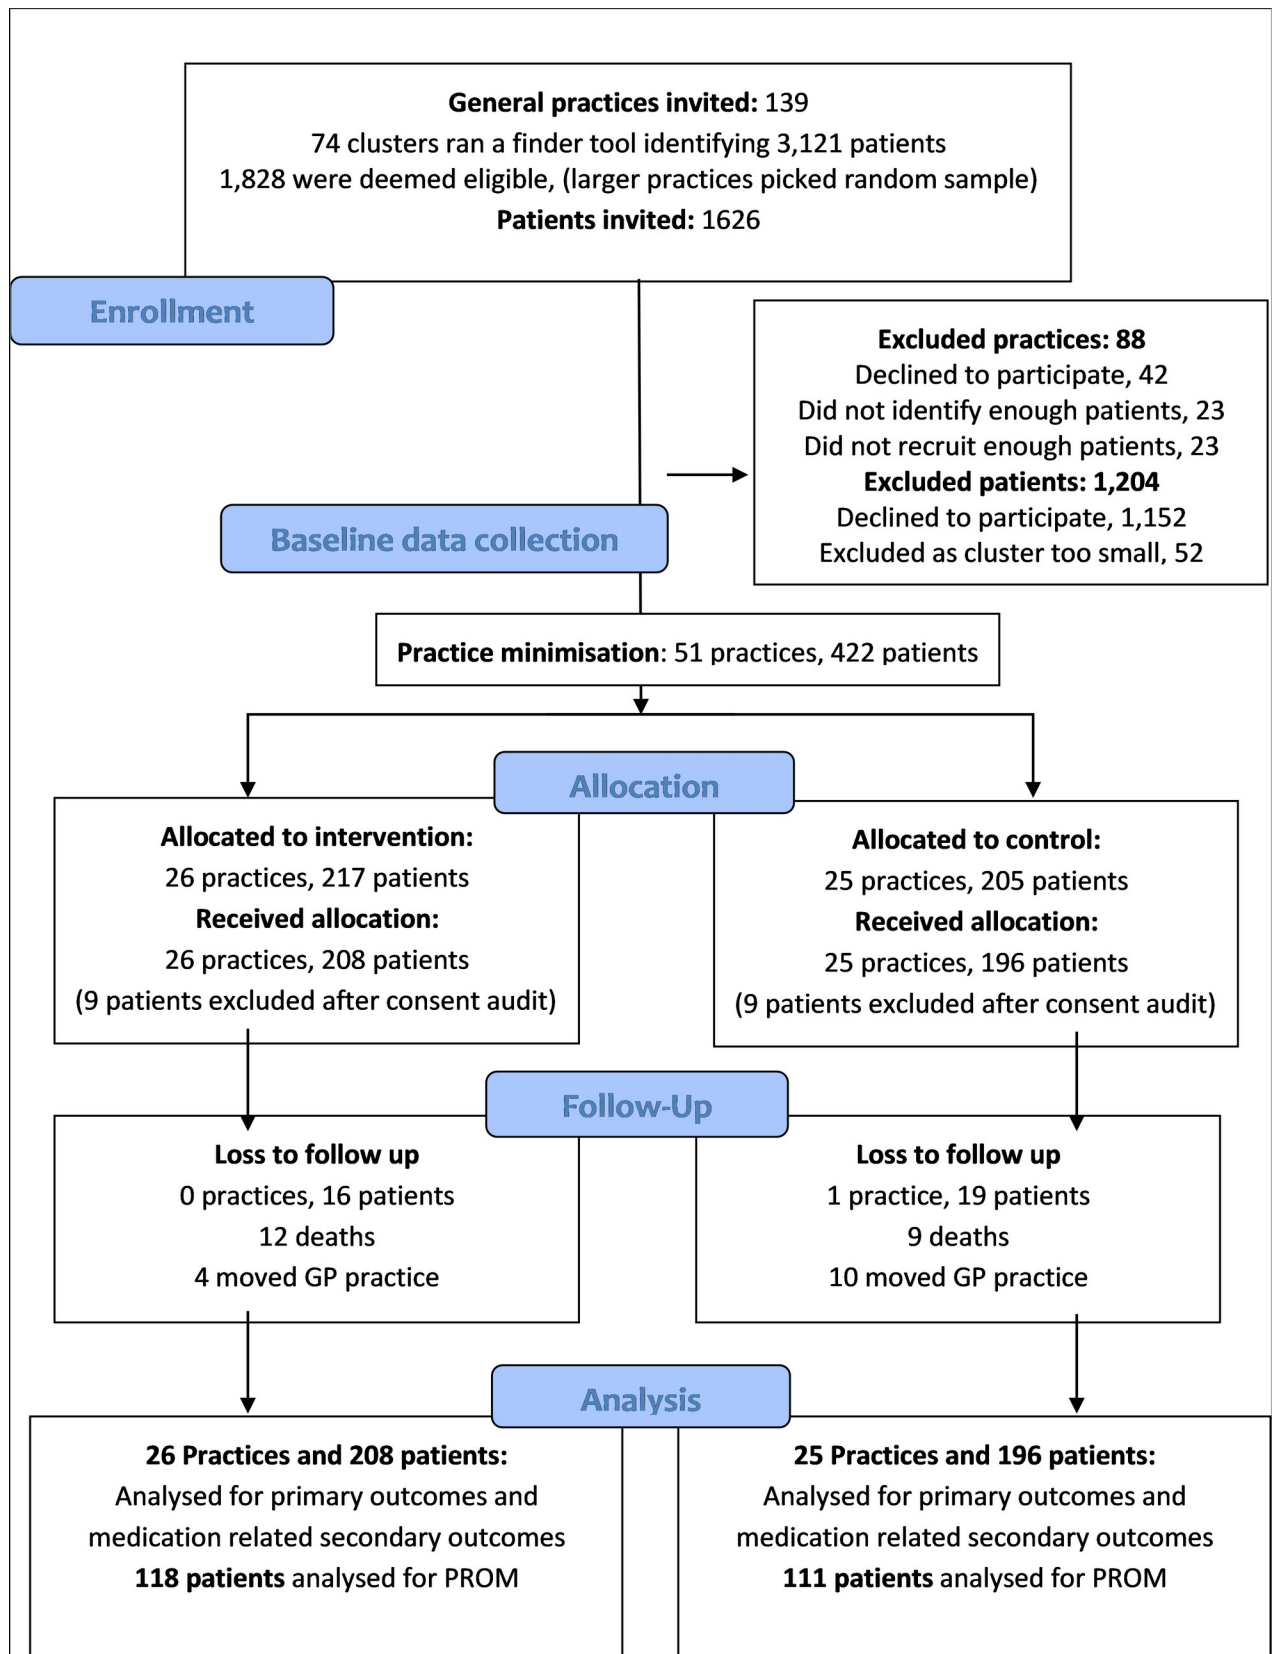 General practices invited: 139
74 clusters ran a finder tool identifying 3,121 patients
1,828 were deemed eligible, (larger practices picked random sample)
Patients invited: 1626
Enrollment
Excluded practices: 88
Declined to participate, 42
Did not identify enough patients, 23
Did not recruit enough patients, 23
Excluded patients: 1,204
Declined to participate, 1,152
Excluded as cluster too small, 52
Baseline data collection
Practice minimisation: 51 practices, 422 patients
Allocation
Allocated to intervention:
26 practices, 217 patients
Received allocation:
26 practices, 208 patients
(9 patients excluded after consent audit)
Allocated to control:
25 practices, 205 patients
Received allocation:
25 practices, 196 patients
(9 patients excluded after consent audit)
Follow-Up
Loss to follow up
0 practices, 16 patients
12 deaths
4 moved GP practice
Loss to follow up
1 practice, 19 patients
9 deaths
10 moved GP practice
Analysis
26 Practices and 208 patients:
Analysed for primary outcomes and
medication related secondary outcomes
118 patients analysed for PROM
25 Practices and 196 patients:
Analysed for primary outcomes and
medication related secondary outcomes
111 patients analysed for PROM